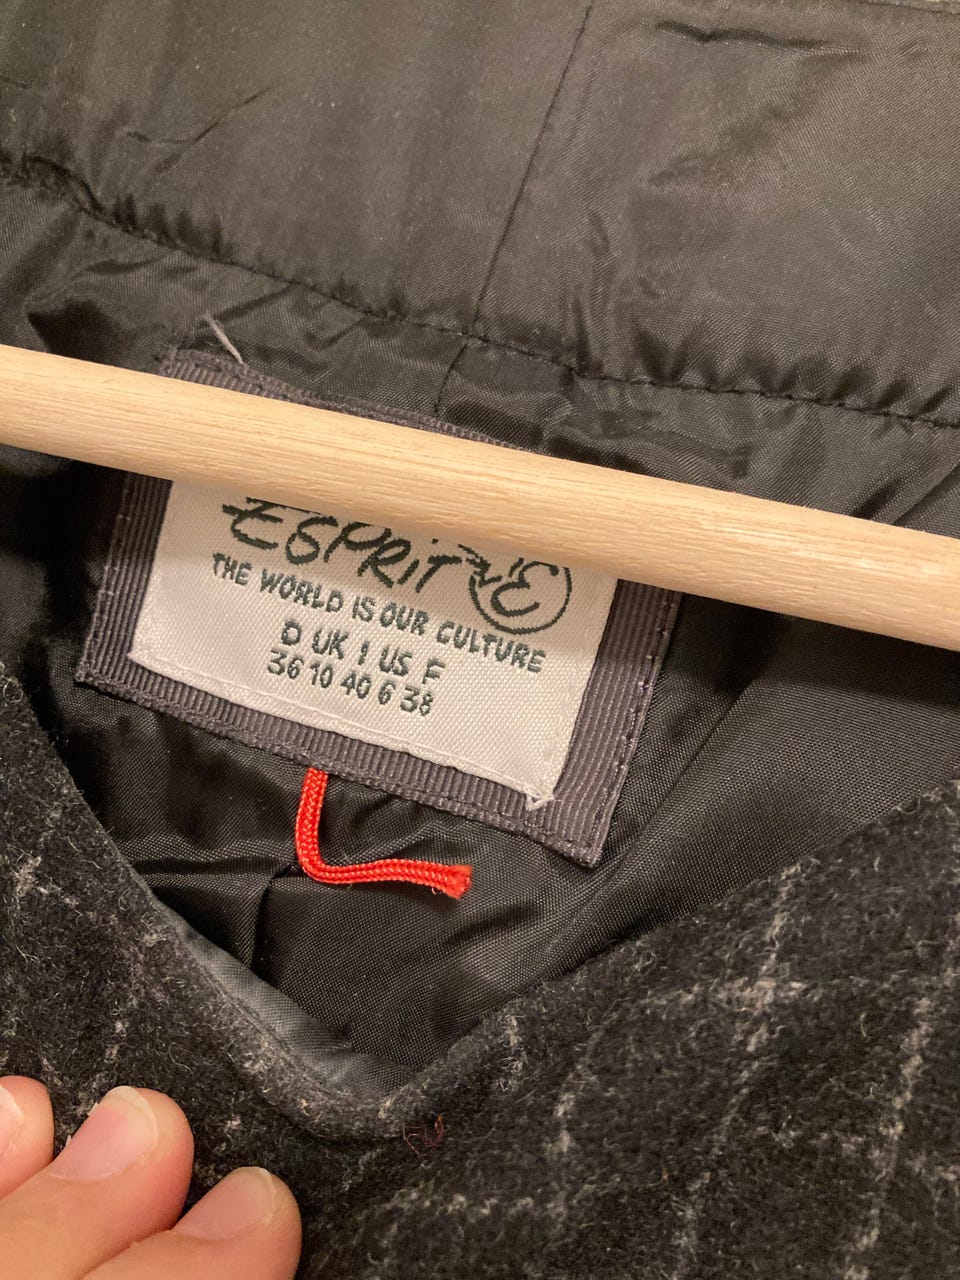 ESPRiT E
THE WORLD IS OUR CULTURE
D UK I US F
36 10 40 6 38